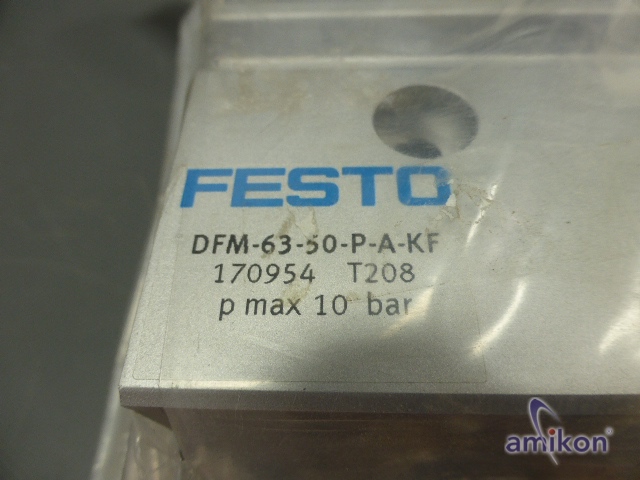 FESTO
DFM-63-50-P-A-KF
170954 T208
p max 10 bar
amikon®